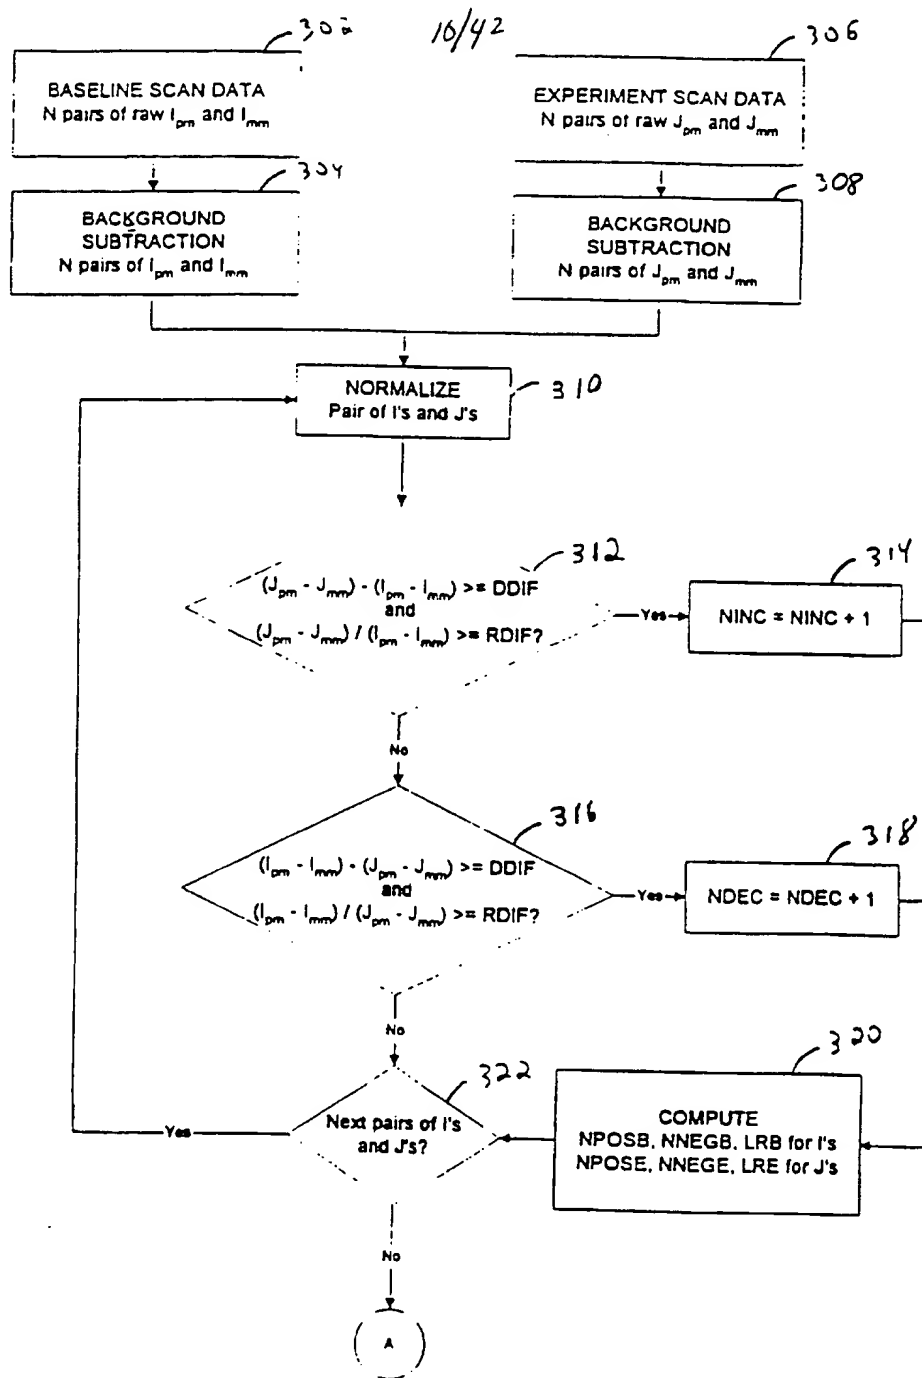 302
10/42
306
BASELINE SCAN DATA
N pairs of raw Ipm and Imm
EXPERIMENT SCAN DATA
N pairs of raw Jpm and Jmm
304
308
BACKGROUND
SUBTRACTION
N pairs of Ipm and Imm
BACKGROUND
SUBTRACTION
N pairs of Jpm and Jmm
NORMALIZE
Pair of I's and J's
310
312
(Jpm - Jmm) - (Ipm - Imm) >= DDIF
and
(Jpm - Jmm) / (Ipm - Imm) >= RDIF?
Yes
314
NINC = NINC + 1
No
316
(Ipm - Imm) - (Jpm - Jmm) >= DDIF
and
(Ipm - Imm) / (Jpm - Jmm) >= RDIF?
Yes
318
NDEC = NDEC + 1
No
322
Next pairs of I's
and J's?
Yes
320
COMPUTE
NPOSB, NNEGB, LRB for I's
NPOSE, NNEGE, LRE for J's
No
A